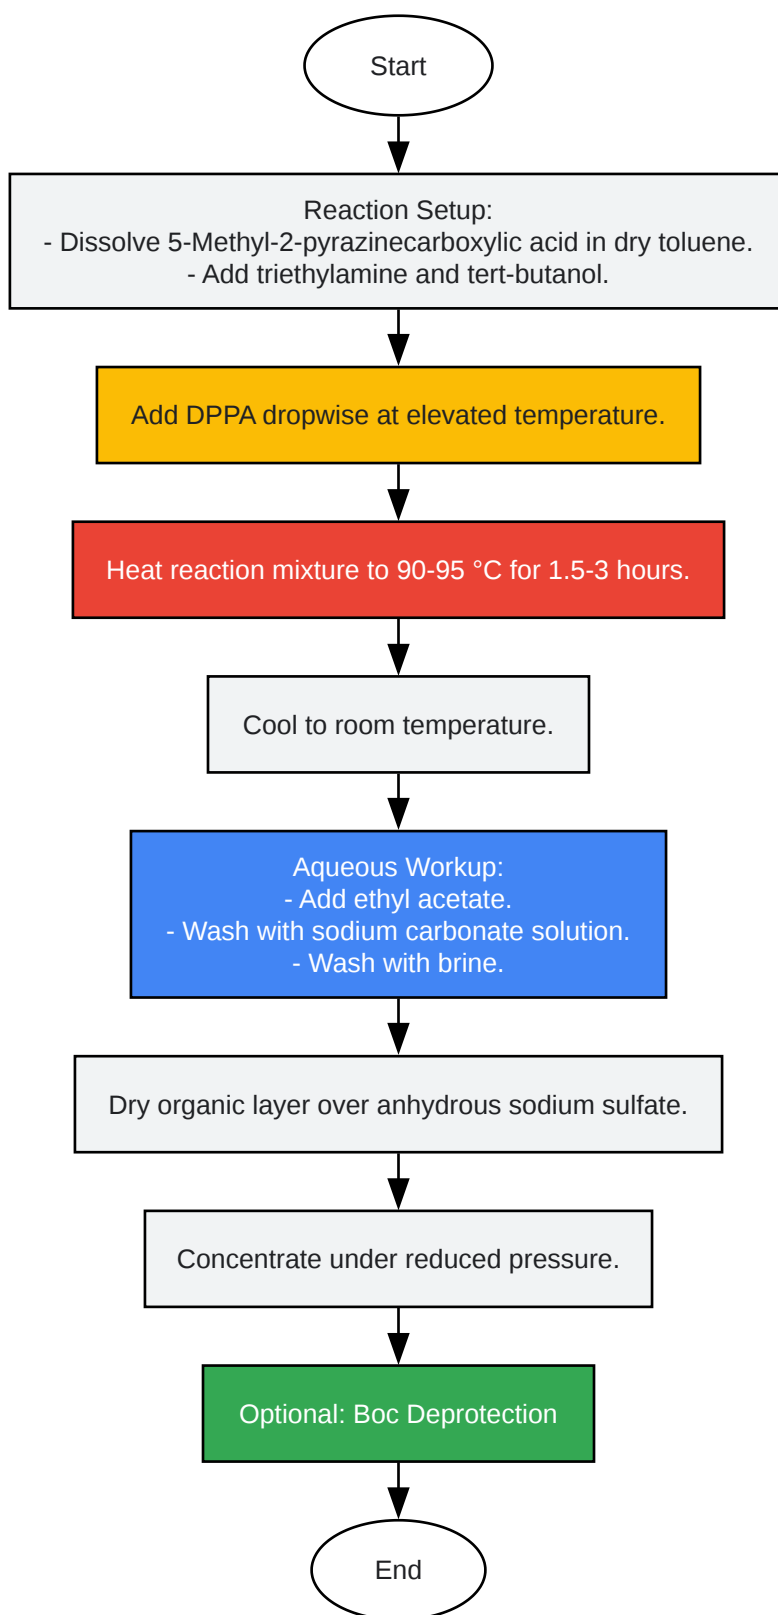 Start
Reaction Setup:
- Dissolve 5-Methyl-2-pyrazinecarboxylic acid in dry toluene.
- Add triethylamine and tert-butanol.
Add DPPA dropwise at elevated temperature.
Heat reaction mixture to 90-95 °C for 1.5-3 hours.
Cool to room temperature.
Aqueous Workup:
- Add ethyl acetate.
- Wash with sodium carbonate solution.
- Wash with brine.
Dry organic layer over anhydrous sodium sulfate.
Concentrate under reduced pressure.
Optional: Boc Deprotection
End